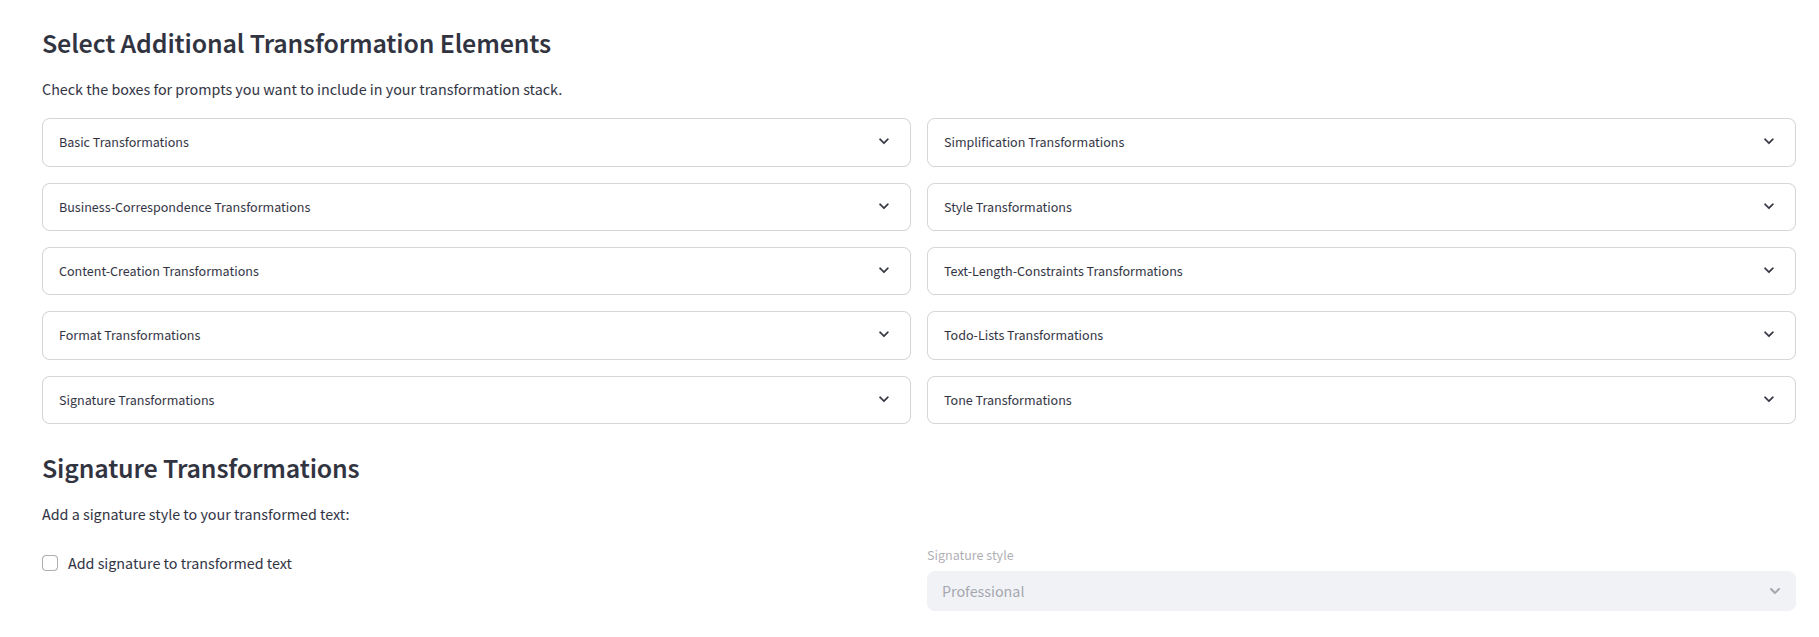 Select Additional Transformation Elements
Check the boxes for prompts you want to include in your transformation stack.
Basic Transformations
Simplification Transformations
Business-Correspondence Transformations
Style Transformations
Content-Creation Transformations
Text-Length-Constraints Transformations
Format Transformations
Todo-Lists Transformations
Signature Transformations
Tone Transformations
Signature Transformations
Add a signature style to your transformed text:
Add signature to transformed text
Signature style
Professional